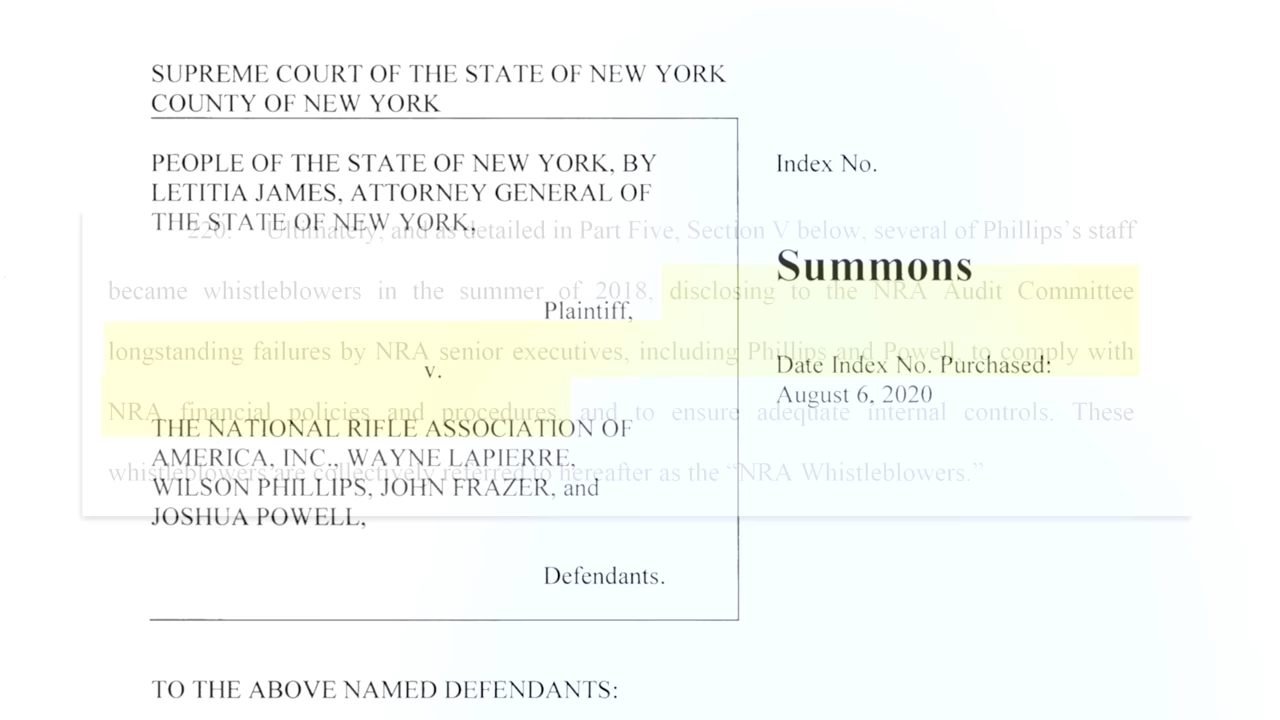 SUPREME COURT OF THE STATE OF NEW YORK
COUNTY OF NEW YORK
PEOPLE OF THE STATE OF NEW YORK, BY
LETITIA JAMES, ATTORNEY GENERAL OF
THE STATE OF NEW YORK,
Plaintiff,
v.
THE NATIONAL RIFLE ASSOCIATION OF
AMERICA, INC., WAYNE LAPIERRE,
WILSON PHILLIPS, JOHN FRAZER, and
JOSHUA POWELL,
Defendants.
Index No.
Summons
Date Index No. Purchased:
August 6, 2020
TO THE ABOVE NAMED DEFENDANTS:
220. Ultimately, and as detailed in Part Five, Section V below, several of Phillips's staff
became whistleblowers in the summer of 2018, disclosing to the NRA Audit Committee
longstanding failures by NRA senior executives, including Phillips and Powell, to comply with
NRA financial policies and procedures and to ensure adequate internal controls. These
whistleblowers are collectively referred to hereafter as the “NRA Whistleblowers.”